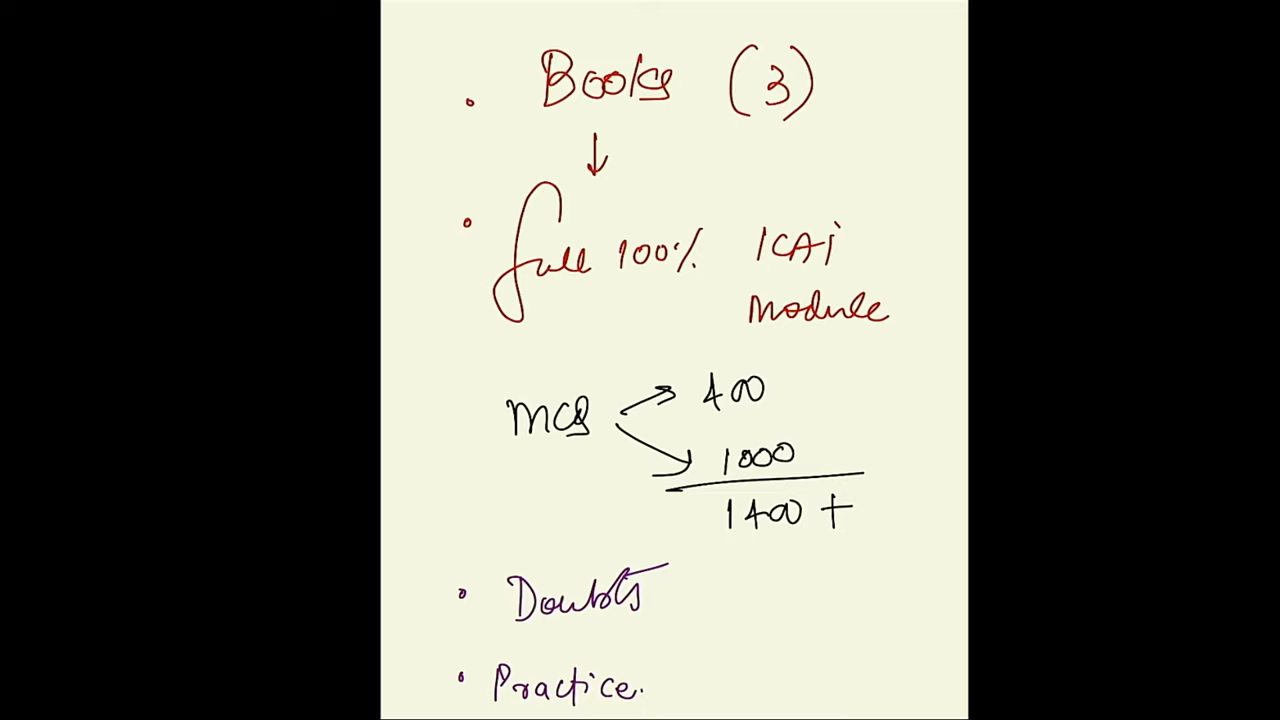 • Books (3)
↓
• full 100% ICAI
Module
MCQ → 400
→ 1000
1400 +
• Doubts
• Practice.